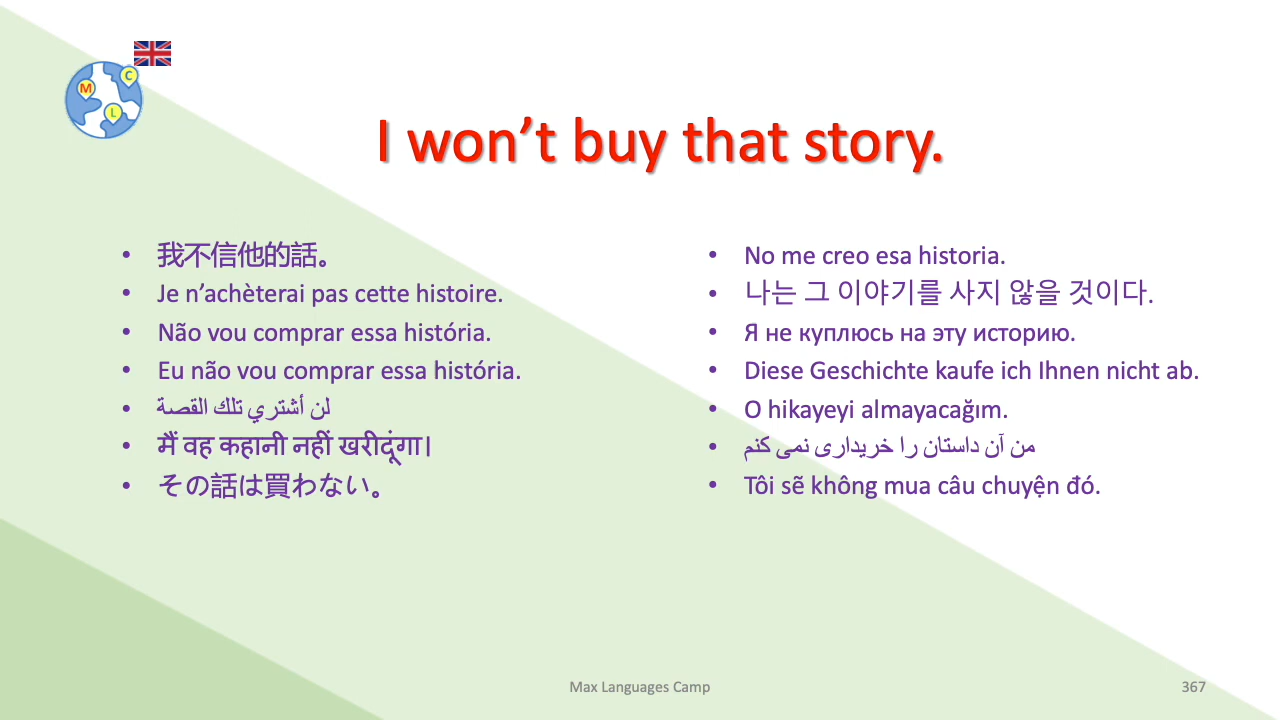 M
C
L
I won’t buy that story.
• 我不信他的話。
• Je n’achèterai pas cette histoire.
• Não vou comprar essa história.
• Eu não vou comprar essa história.
• لن أشتري تلك القصة
• मैं वह कहानी नहीं खरीदूंगा।
• その話は買わない。
• No me creo esa historia.
• 나는 그 이야기를 사지 않을 것이다.
• Я не куплюсь на эту историю.
• Diese Geschichte kaufe ich Ihnen nicht ab.
• O hikayeyi almayacağım.
• من آن داستان را خریداری نمی کنم
• Tôi sẽ không mua câu chuyện đó.
Max Languages Camp
367